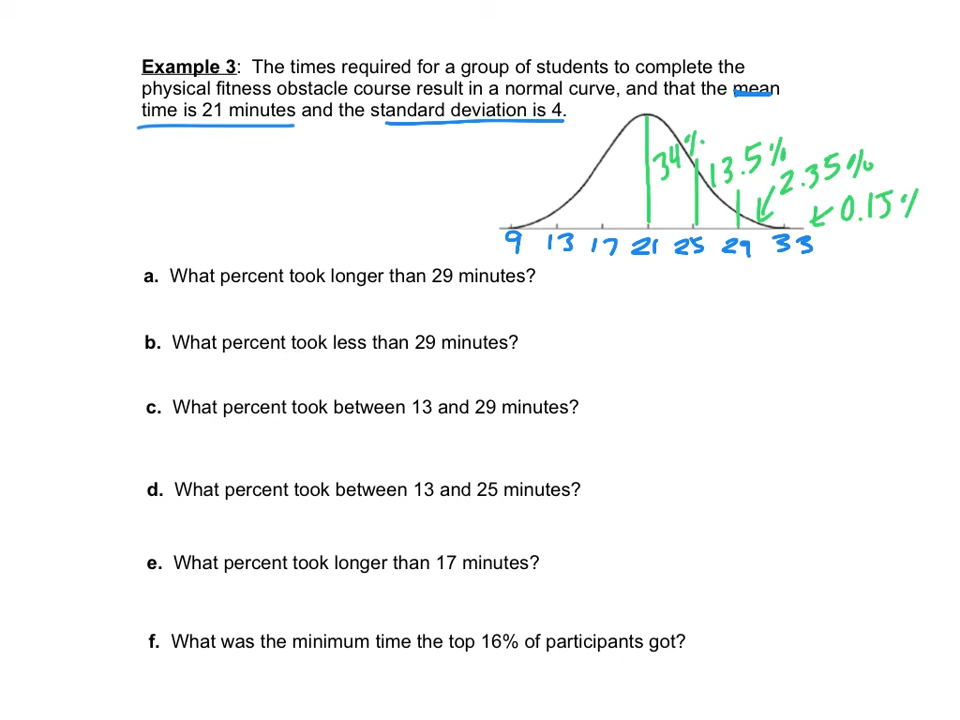 Example 3: The times required for a group of students to complete the
physical fitness obstacle course result in a normal curve, and that the mean
time is 21 minutes and the standard deviation is 4.
34% 13.5% 2.35% 0.15%
9 13 17 21 25 29 33
a. What percent took longer than 29 minutes?
b. What percent took less than 29 minutes?
c. What percent took between 13 and 29 minutes?
d. What percent took between 13 and 25 minutes?
e. What percent took longer than 17 minutes?
f. What was the minimum time the top 16% of participants got?